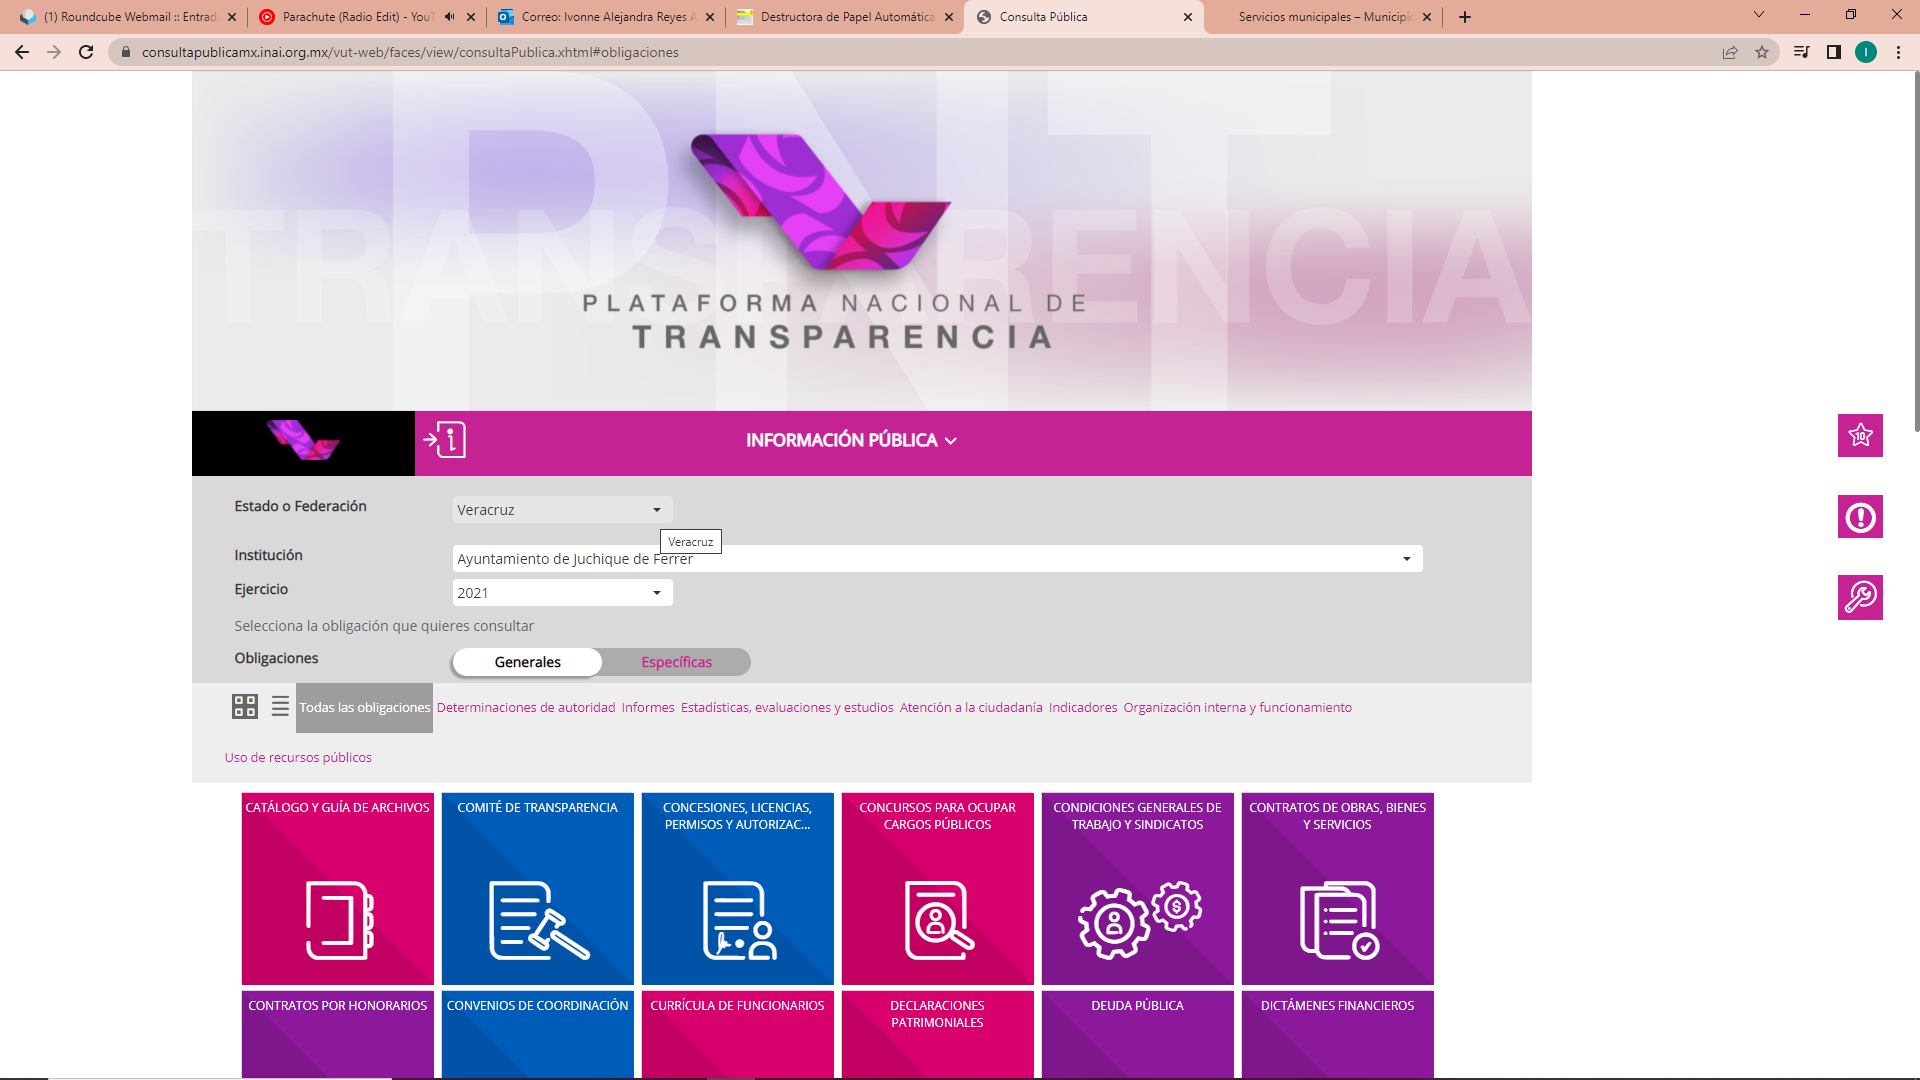 (1) Roundcube Webmail :: Entrad
Parachute (Radio Edit) - YouT
Correo: Ivonne Alejandra Reyes A
Destructora de Papel Automática
Consulta Pública
Servicios municipales – Municipio
consultapublicamx.inai.org.mx/vut-web/faces/view/consultaPublica.xhtml#obligaciones
I
PNT
TRANSPARENCIA
PLATAFORMA NACIONAL DE
TRANSPARENCIA
INFORMACIÓN PÚBLICA
10
Estado o Federación
Veracruz
Veracruz
Institución
Ayuntamiento de Juchique de Ferrer
Ejercicio
2021
Selecciona la obligación que quieres consultar
Obligaciones
Generales
Específicas
Todas las obligaciones
Determinaciones de autoridad
Informes
Estadísticas, evaluaciones y estudios
Atención a la ciudadanía
Indicadores
Organización interna y funcionamiento
Uso de recursos públicos
CATÁLOGO Y GUÍA DE ARCHIVOS
COMITÉ DE TRANSPARENCIA
CONCESIONES, LICENCIAS,
PERMISOS Y AUTORIZAC...
CONCURSOS PARA OCUPAR
CARGOS PÚBLICOS
CONDICIONES GENERALES DE
TRABAJO Y SINDICATOS
CONTRATOS DE OBRAS, BIENES
Y SERVICIOS
CONTRATOS POR HONORARIOS
CONVENIOS DE COORDINACIÓN
CURRÍCULA DE FUNCIONARIOS
DECLARACIONES
PATRIMONIALES
DEUDA PÚBLICA
DICTÁMENES FINANCIEROS